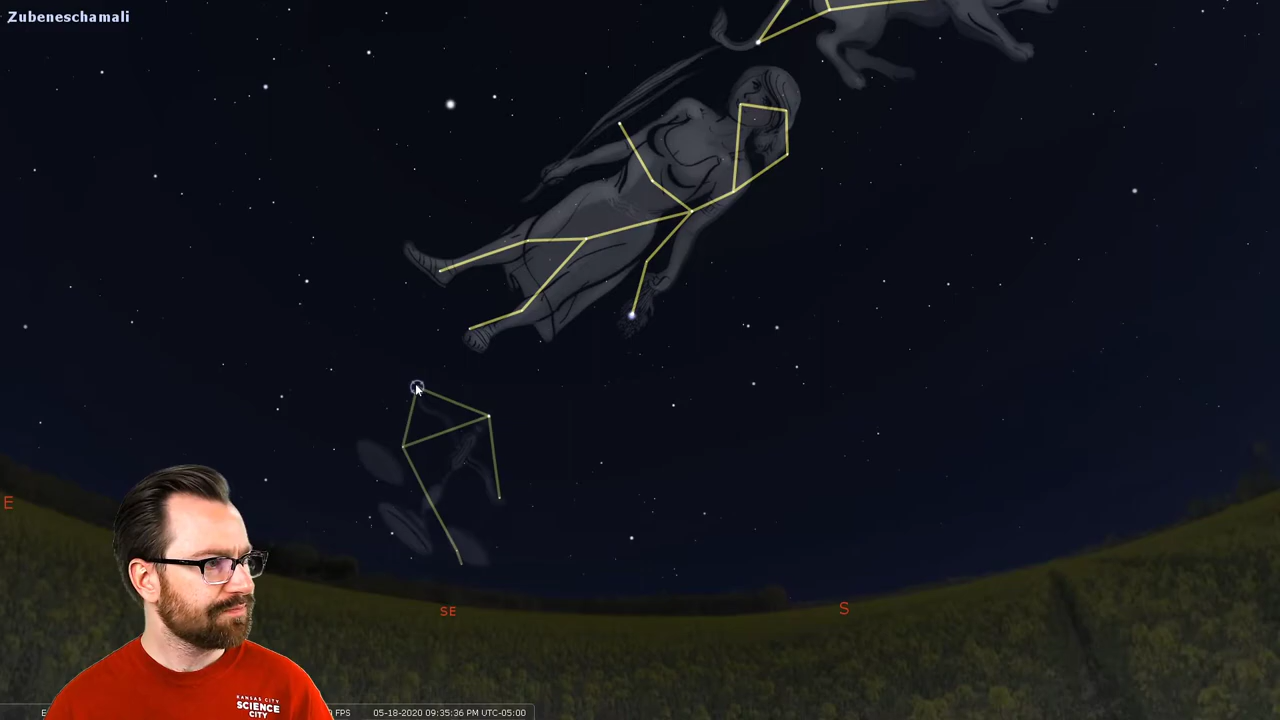 Zubeneschamali
E
SE
S
KANSAS CITY
SCIENCE
CITY
E
FPS
05-18-2020 09:35:36 PM UTC-05:00